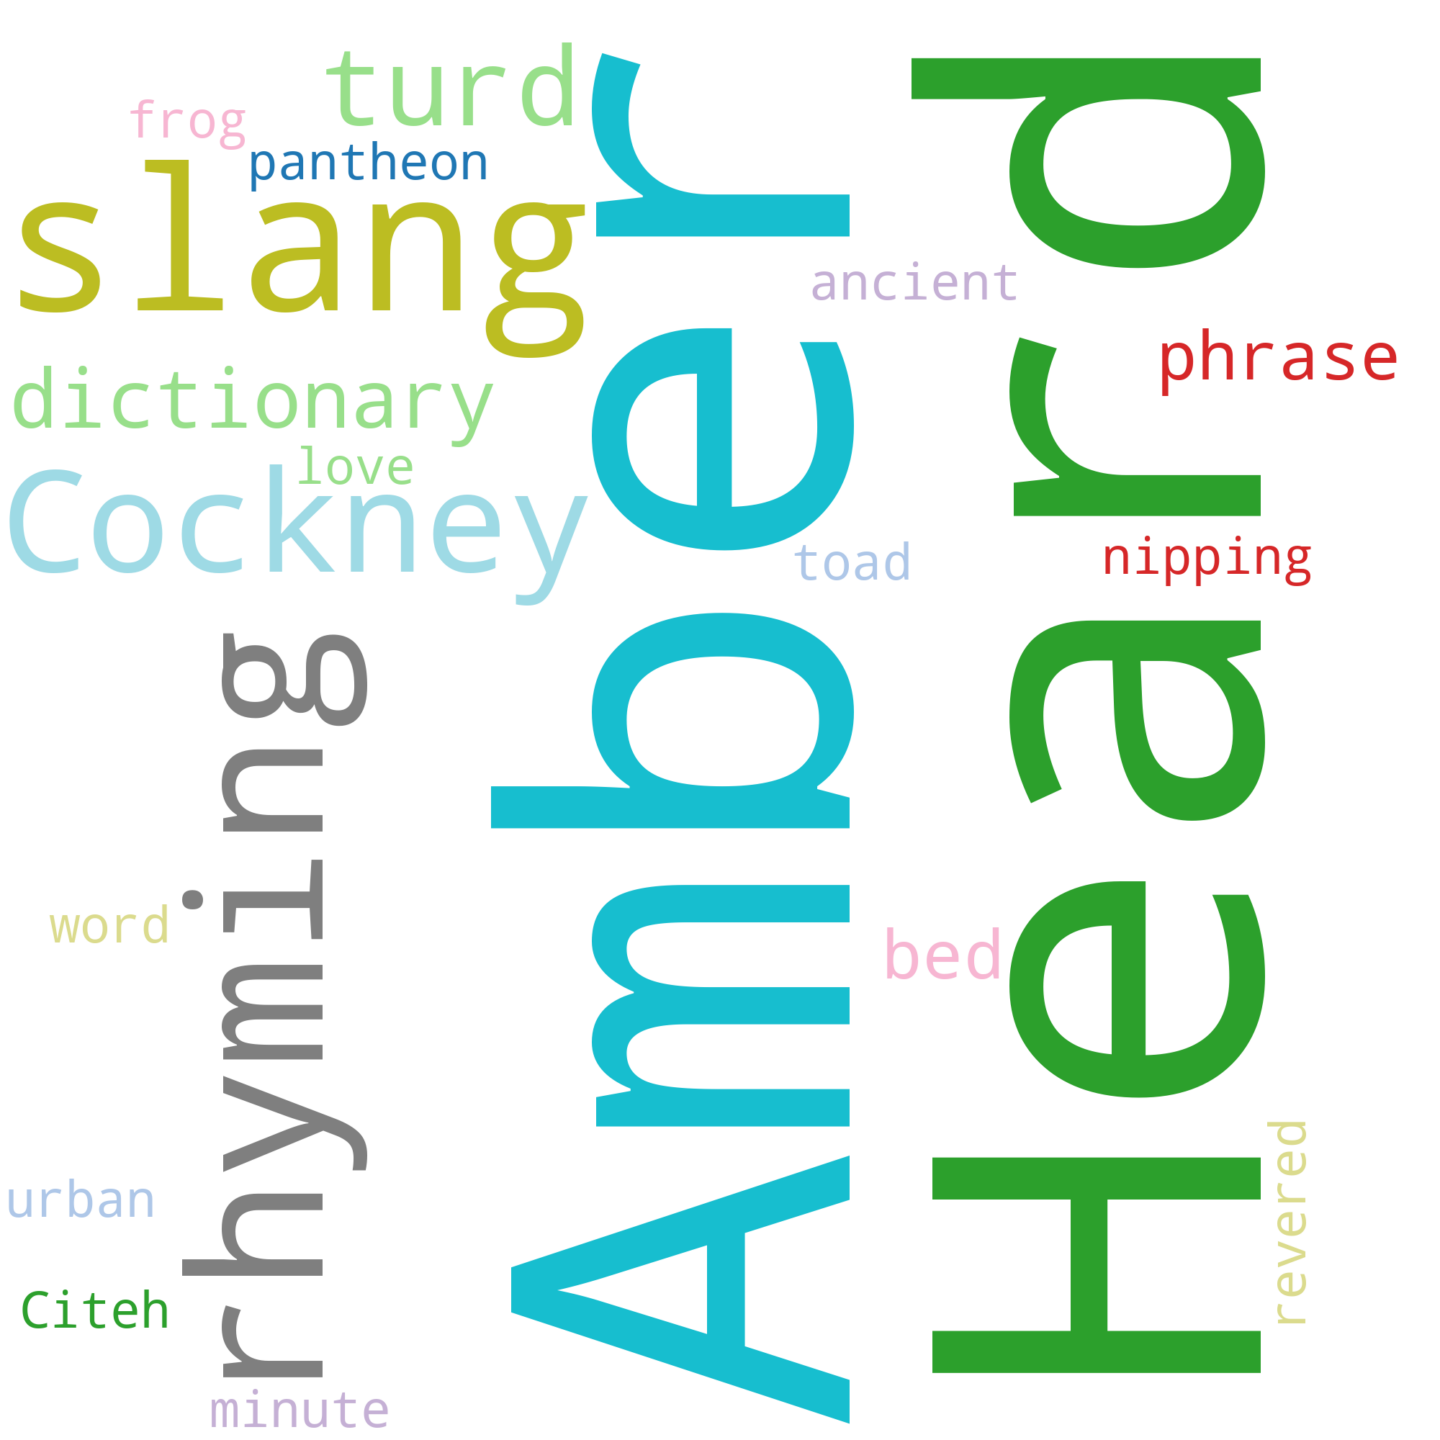 turd
frog
pantheon
slang
ancient
phrase
dictionary
love
Cockney
toad
nipping
rhyming
Amber
Heard
word
bed
urban
revered
Citeh
minute